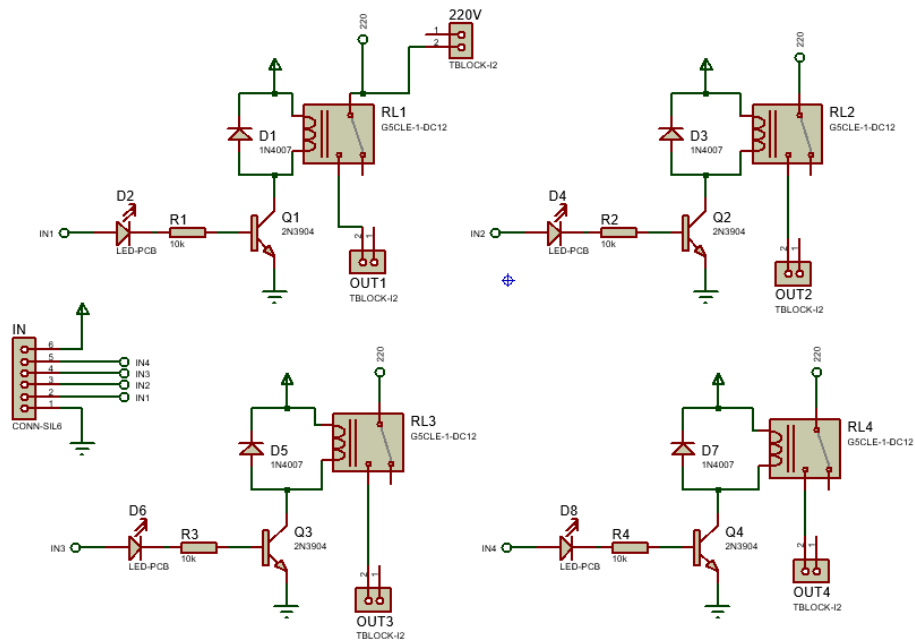 220V
220
1
2
TBLOCK-I2
RL1
G5CLE-1-DC12
D1
1N4007
D2
R1
Q1
2N3904
IN1
LED-PCB
10k
2
1
OUT1
TBLOCK-I2
220
RL2
G5CLE-1-DC12
D3
1N4007
D4
R2
Q2
2N3904
IN2
LED-PCB
10k
2
1
OUT2
TBLOCK-I2
IN
6
5
IN4
4
IN3
3
IN2
2
IN1
1
CONN-SIL6
220
RL3
G5CLE-1-DC12
D5
1N4007
D6
R3
Q3
2N3904
IN3
LED-PCB
10k
2
1
OUT3
TBLOCK-I2
220
RL4
G5CLE-1-DC12
D7
1N4007
D8
R4
Q4
2N3904
IN4
LED-PCB
10k
2
1
OUT4
TBLOCK-I2